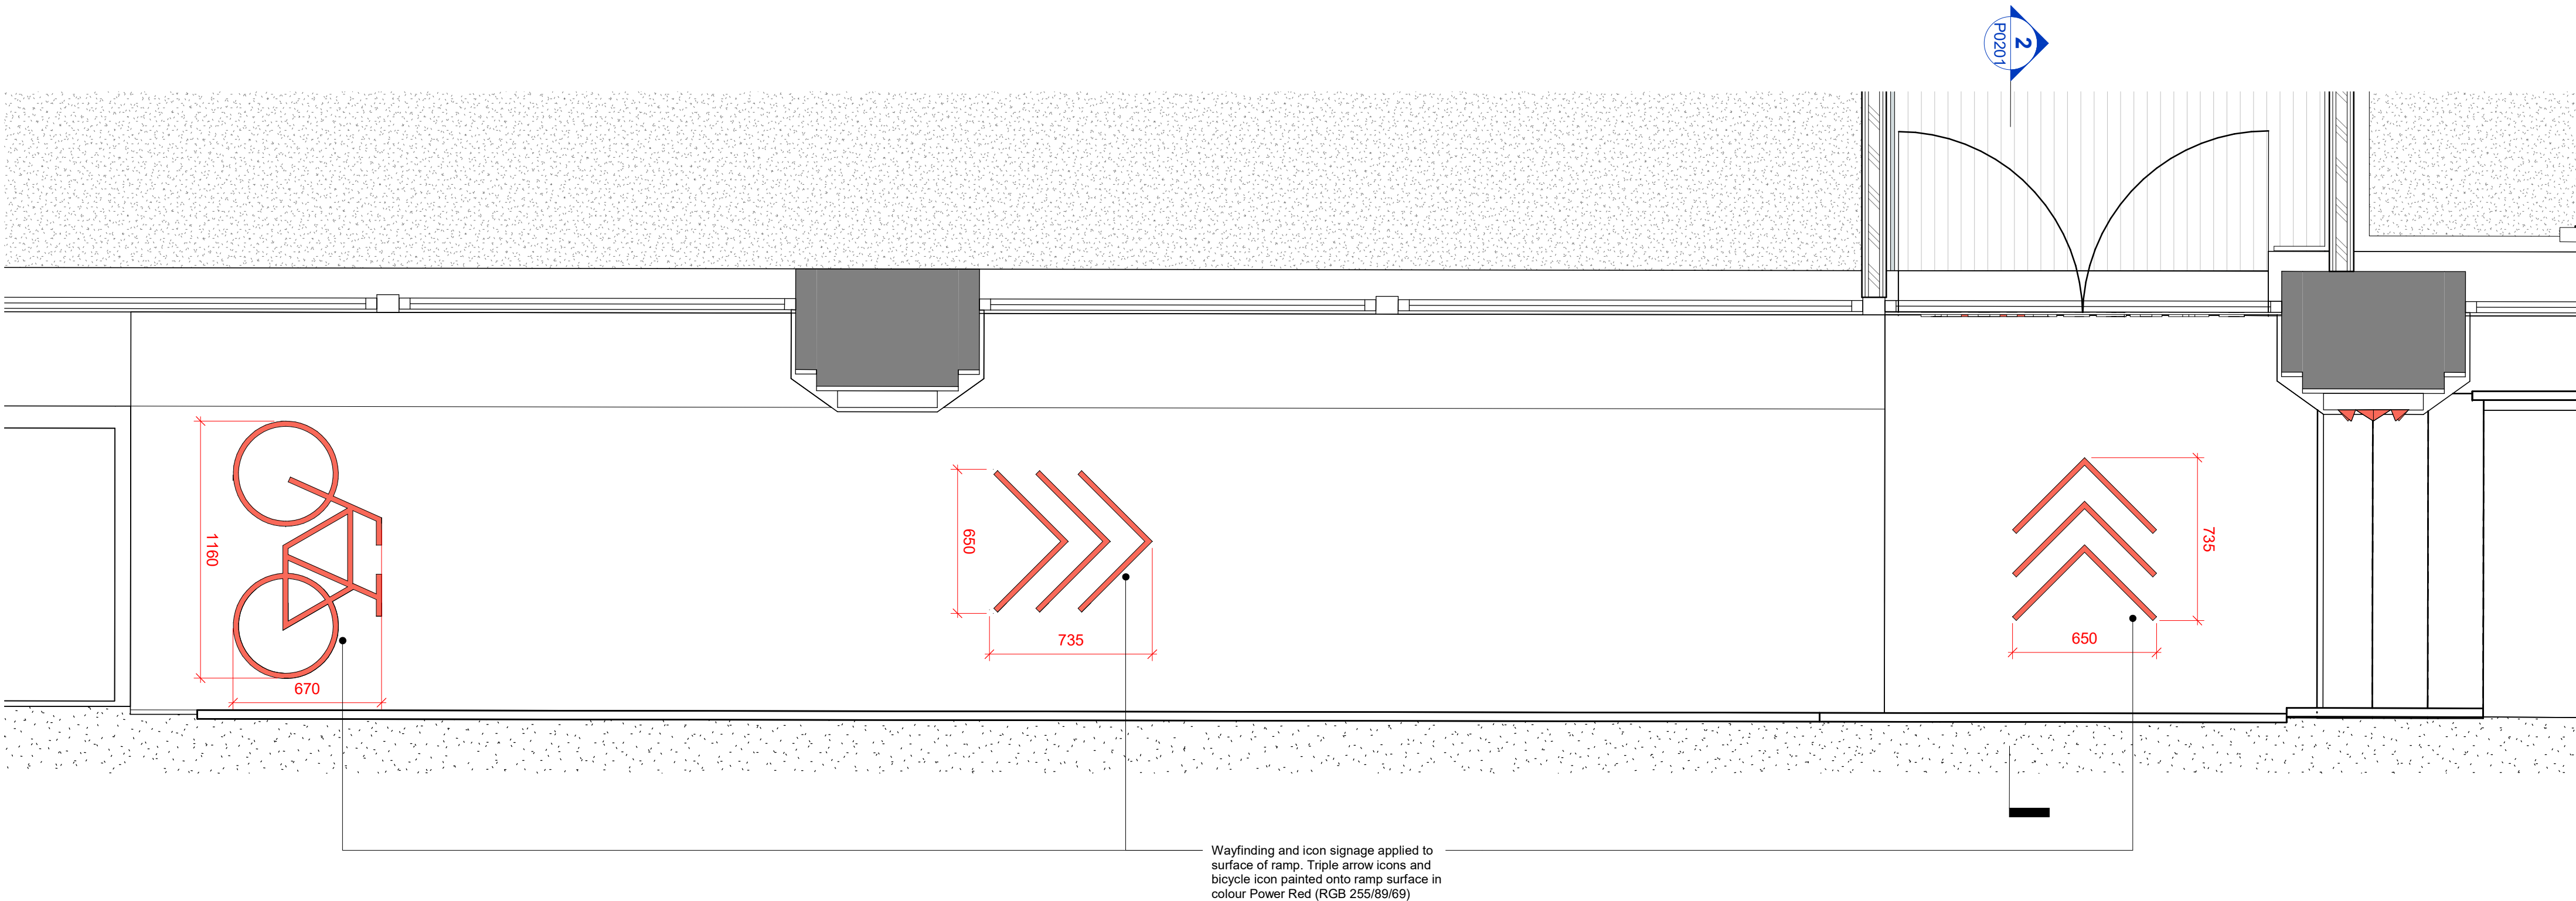 2
P0201
1160
670
650
735
735
650
Wayfinding and icon signage applied to
surface of ramp. Triple arrow icons and
bicycle icon painted onto ramp surface in
colour Power Red (RGB 255/89/69)